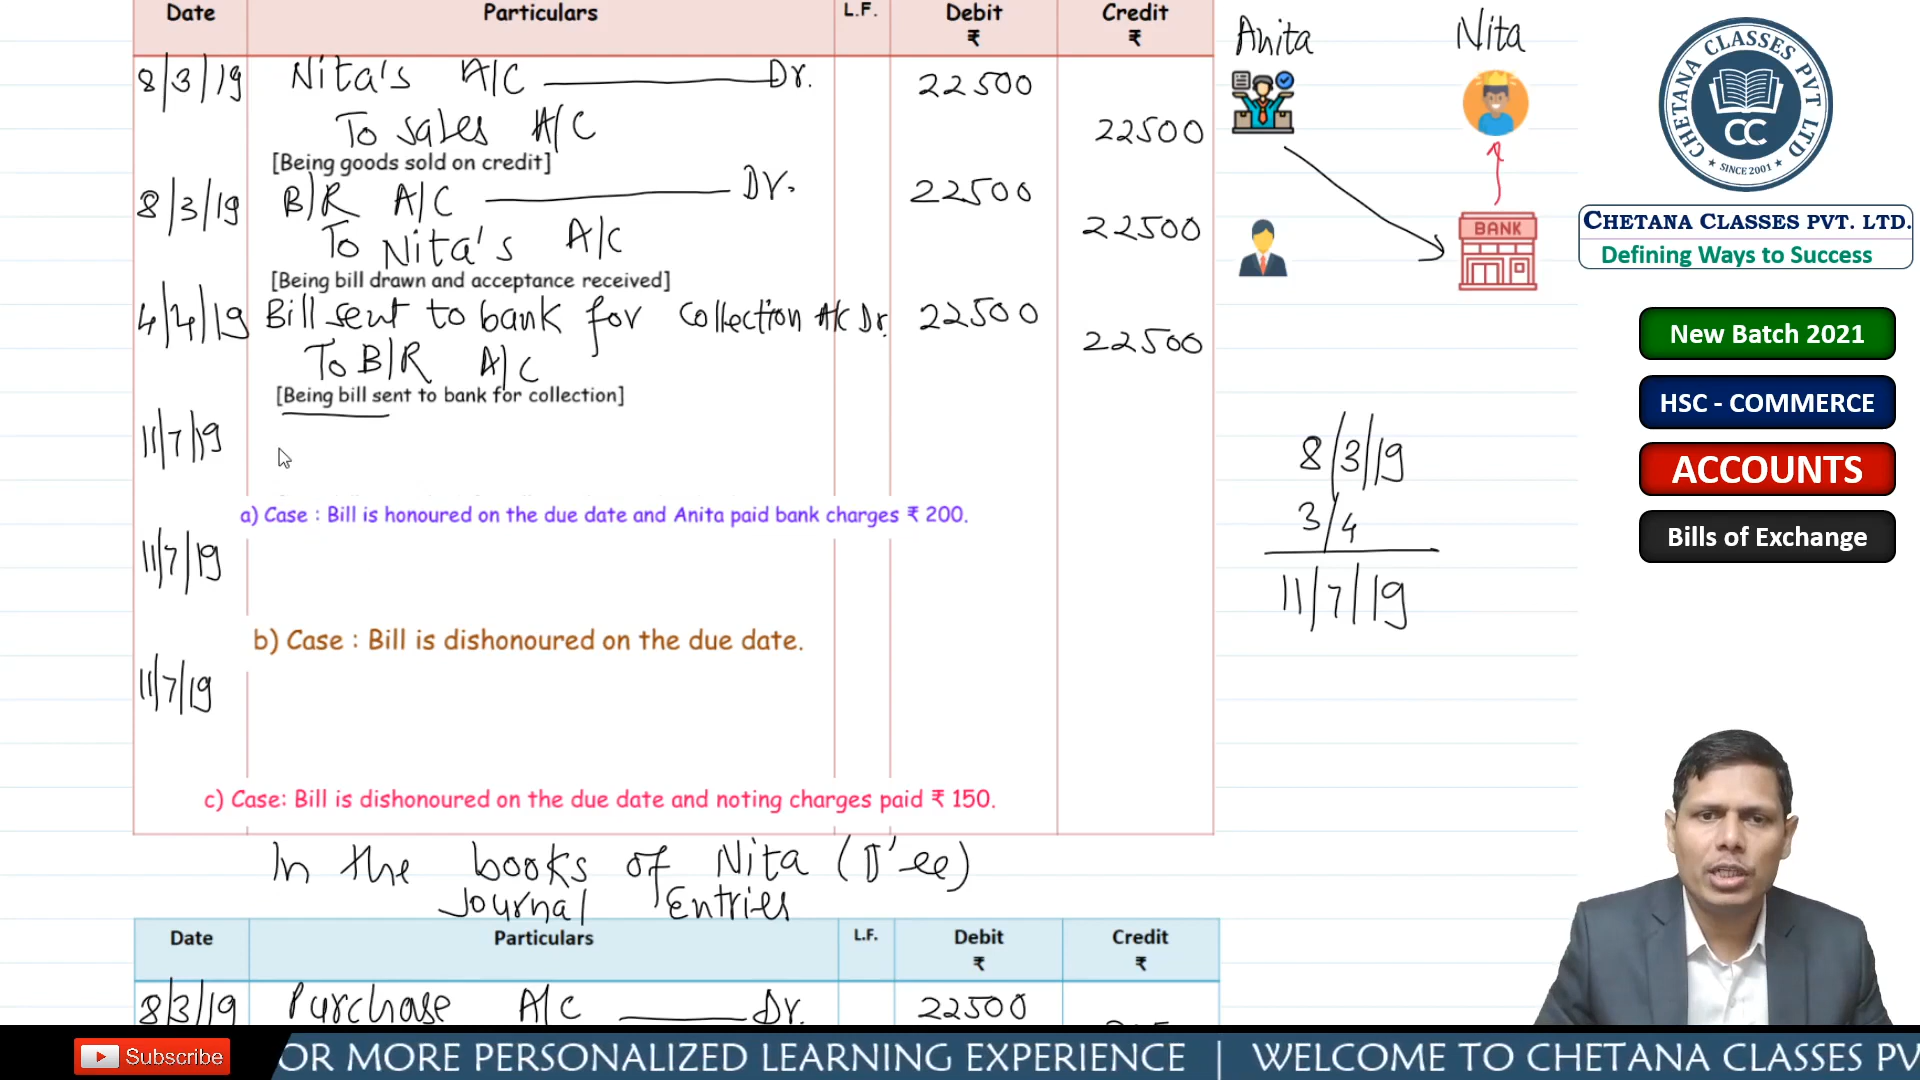 Date Particulars L.F. Debit ₹ Credit ₹
8/3/19 Nita's A/C Dr. 22500
To sales A/C 22500
[Being goods sold on credit]
8/3/19 B/R A/C Dr. 22500
To Nita's A/C 22500
[Being bill drawn and acceptance received]
4/4/19 Bill sent to bank for collection A/c Dr. 22500
To B/R A/C 22500
[Being bill sent to bank for collection]
11/7/19
a) Case : Bill is honoured on the due date and Anita paid bank charges ₹ 200.
11/7/19
b) Case : Bill is dishonoured on the due date.
11/7/19
c) Case: Bill is dishonoured on the due date and noting charges paid ₹ 150.
In the books of Nita (D'ee)
Journal Entries
Date Particulars L.F. Debit ₹ Credit ₹
8/3/19 Purchase A/C Dr. 22500
Anita Nita
BANK
8/3/19
3/4
11/7/19
CHETANA CLASSES PVT LTD
CC
SINCE 2001
CHETANA CLASSES PVT. LTD.
Defining Ways to Success
New Batch 2021
HSC - COMMERCE
ACCOUNTS
Bills of Exchange
Subscribe
OR MORE PERSONALIZED LEARNING EXPERIENCE | WELCOME TO CHETANA CLASSES PV